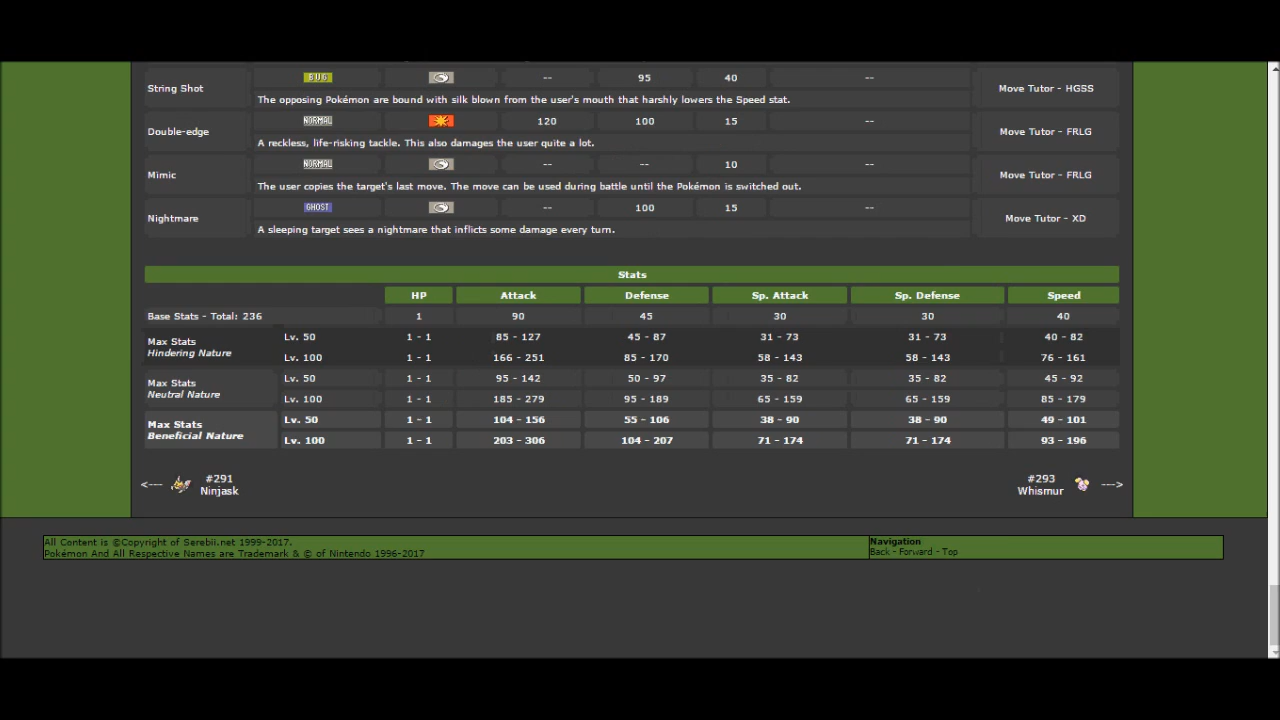 String Shot BUG -- 95 40 -- Move Tutor - HGSS
The opposing Pokémon are bound with silk blown from the user's mouth that harshly lowers the Speed stat.
Double-edge NORMAL 120 100 15 -- Move Tutor - FRLG
A reckless, life-risking tackle. This also damages the user quite a lot.
Mimic NORMAL -- -- 10 -- Move Tutor - FRLG
The user copies the target's last move. The move can be used during battle until the Pokémon is switched out.
Nightmare GHOST -- 100 15 -- Move Tutor - XD
A sleeping target sees a nightmare that inflicts some damage every turn.
Stats
HP Attack Defense Sp. Attack Sp. Defense Speed
Base Stats - Total: 236 1 90 45 30 30 40
Max Stats
Hindering Nature
Lv. 50 1 - 1 85 - 127 45 - 87 31 - 73 31 - 73 40 - 82
Lv. 100 1 - 1 166 - 251 85 - 170 58 - 143 58 - 143 76 - 161
Max Stats
Neutral Nature
Lv. 50 1 - 1 95 - 142 50 - 97 35 - 82 35 - 82 45 - 92
Lv. 100 1 - 1 185 - 279 95 - 189 65 - 159 65 - 159 85 - 179
Max Stats
Beneficial Nature
Lv. 50 1 - 1 104 - 156 55 - 106 38 - 90 38 - 90 49 - 101
Lv. 100 1 - 1 203 - 306 104 - 207 71 - 174 71 - 174 93 - 196
<--- #291
Ninjask
#293 --->
Whismur
All Content is ©Copyright of Serebii.net 1999-2017.
Pokémon And All Respective Names are Trademark & © of Nintendo 1996-2017
Navigation
Back - Forward - Top